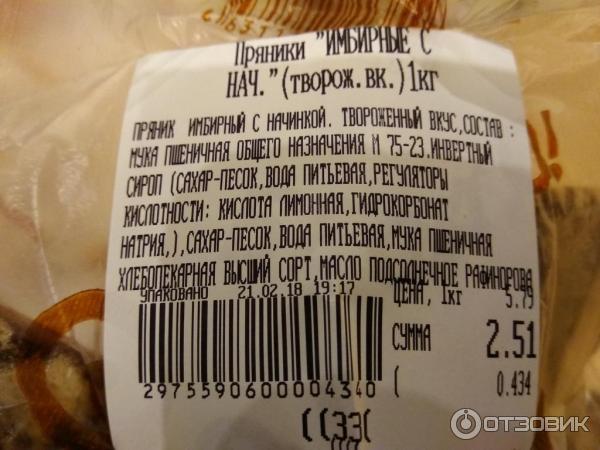 Пряники "ИМБИРНЫЕ С
НАЧ."(творож.вк.)1кг
ПРЯНИК ИМБИРНЫЙ С НАЧИНКОЙ. ТВОРОЖЕННЫЙ ВКУС,СОСТАВ :
МУКА ПШЕНИЧНАЯ ОБЩЕГО НАЗНАЧЕНИЯ М 75-23.ИНВЕРТНЫЙ
СИРОП (САХАР-ПЕСОК,ВОДА ПИТЬЕВАЯ,РЕГУЛЯТОРЫ
КИСЛОТНОСТИ: КИСЛОТА ЛИМОННАЯ,ГИДРОКОРБОНАТ
НАТРИЯ,),САХАР-ПЕСОК,ВОДА ПИТЬЕВАЯ,МУКА ПШЕНИЧНАЯ
ХЛЕБОПЕКАРНАЯ ВЫСШИЙ СОРТ,МАСЛО ПОДСОЛНЕЧНОЕ РАФИНОРОВА
УПАКОВАНО 21.02.18 19:17 ЦЕНА, 1кг 5.79
СУММА 2.51
2975590600004340 ( 0.434
((33(
ОТЗОВИК